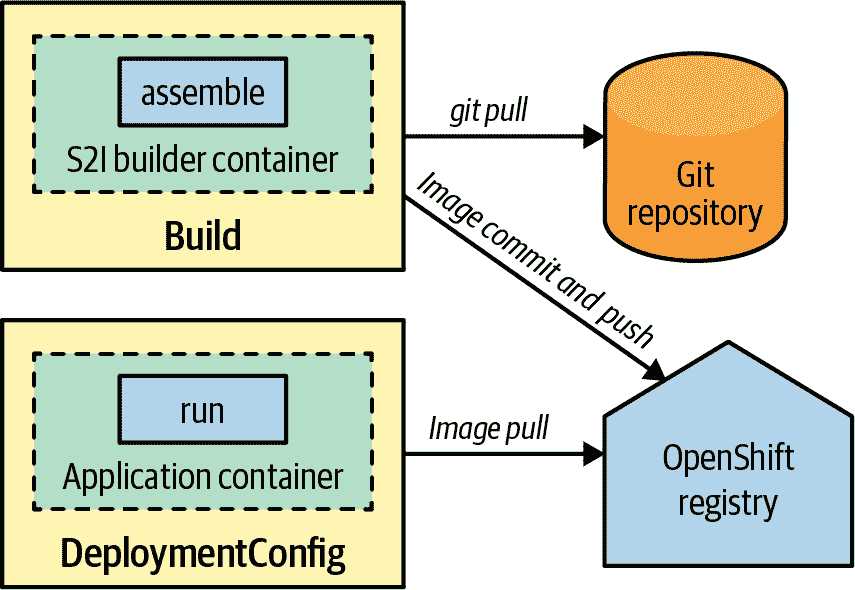 assemble
S2I builder container
Build
git pull
Git
repository
Image commit and push
run
Application container
DeploymentConfig
Image pull
OpenShift
registry